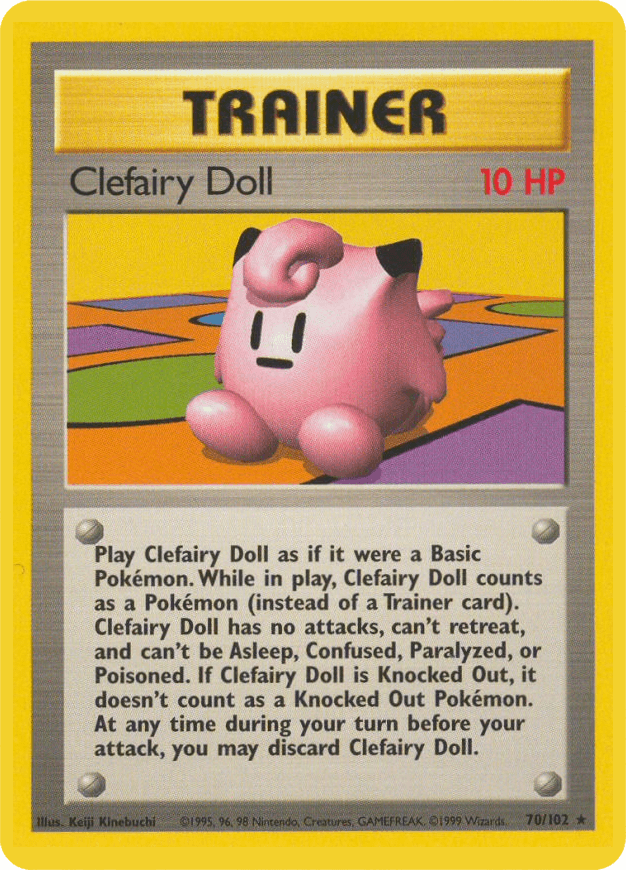 TRAINER
Clefairy Doll 10 HP
Play Clefairy Doll as if it were a Basic
Pokémon. While in play, Clefairy Doll counts
as a Pokémon (instead of a Trainer card).
Clefairy Doll has no attacks, can't retreat,
and can't be Asleep, Confused, Paralyzed, or
Poisoned. If Clefairy Doll is Knocked Out, it
doesn't count as a Knocked Out Pokémon.
At any time during your turn before your
attack, you may discard Clefairy Doll.
Illus. Keiji Kinebuchi ©1995, 96, 98 Nintendo, Creatures, GAMEFREAK. ©1999 Wizards. 70/102 ★